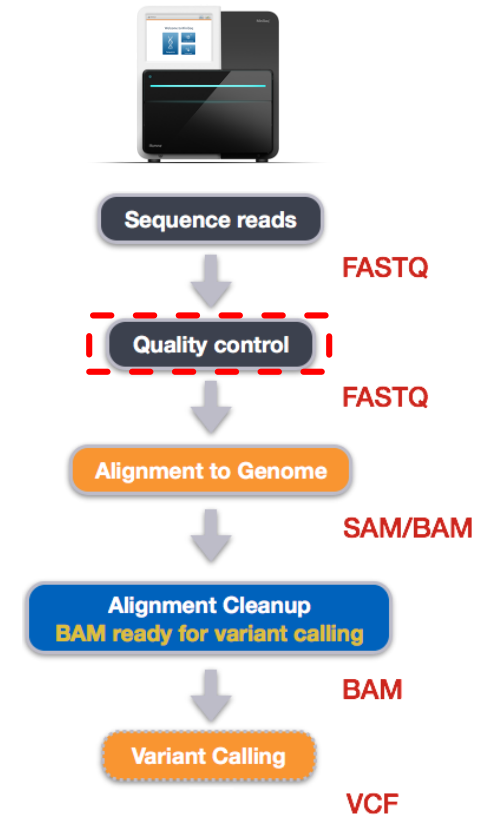 Sequence reads
FASTQ
Quality control
FASTQ
Alignment to Genome
SAM/BAM
Alignment Cleanup
BAM ready for variant calling
BAM
Variant Calling
VCF